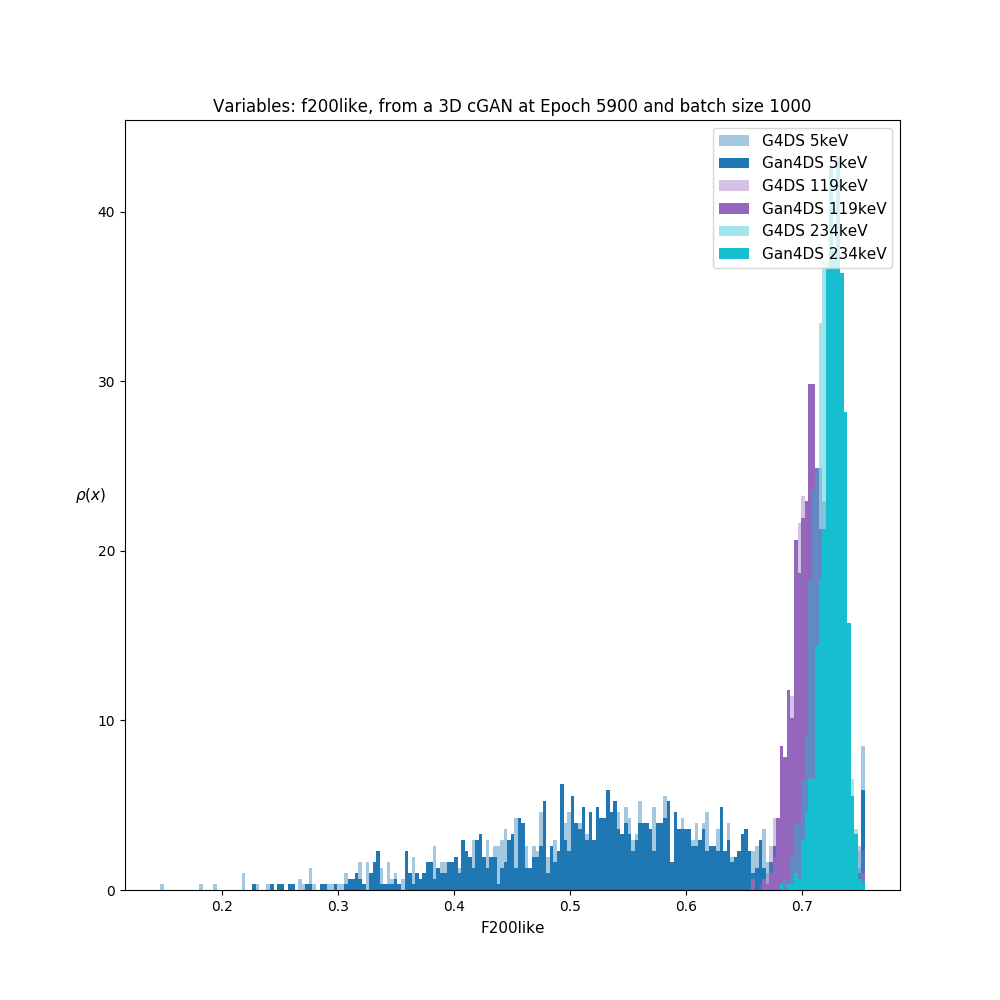 Variables: f200like, from a 3D cGAN at Epoch 5900 and batch size 1000
G4DS 5keV
Gan4DS 5keV
G4DS 119keV
Gan4DS 119keV
G4DS 234keV
Gan4DS 234keV
40
30
ρ(x)
20
10
0
0.2 0.3 0.4 0.5 0.6 0.7
F200like